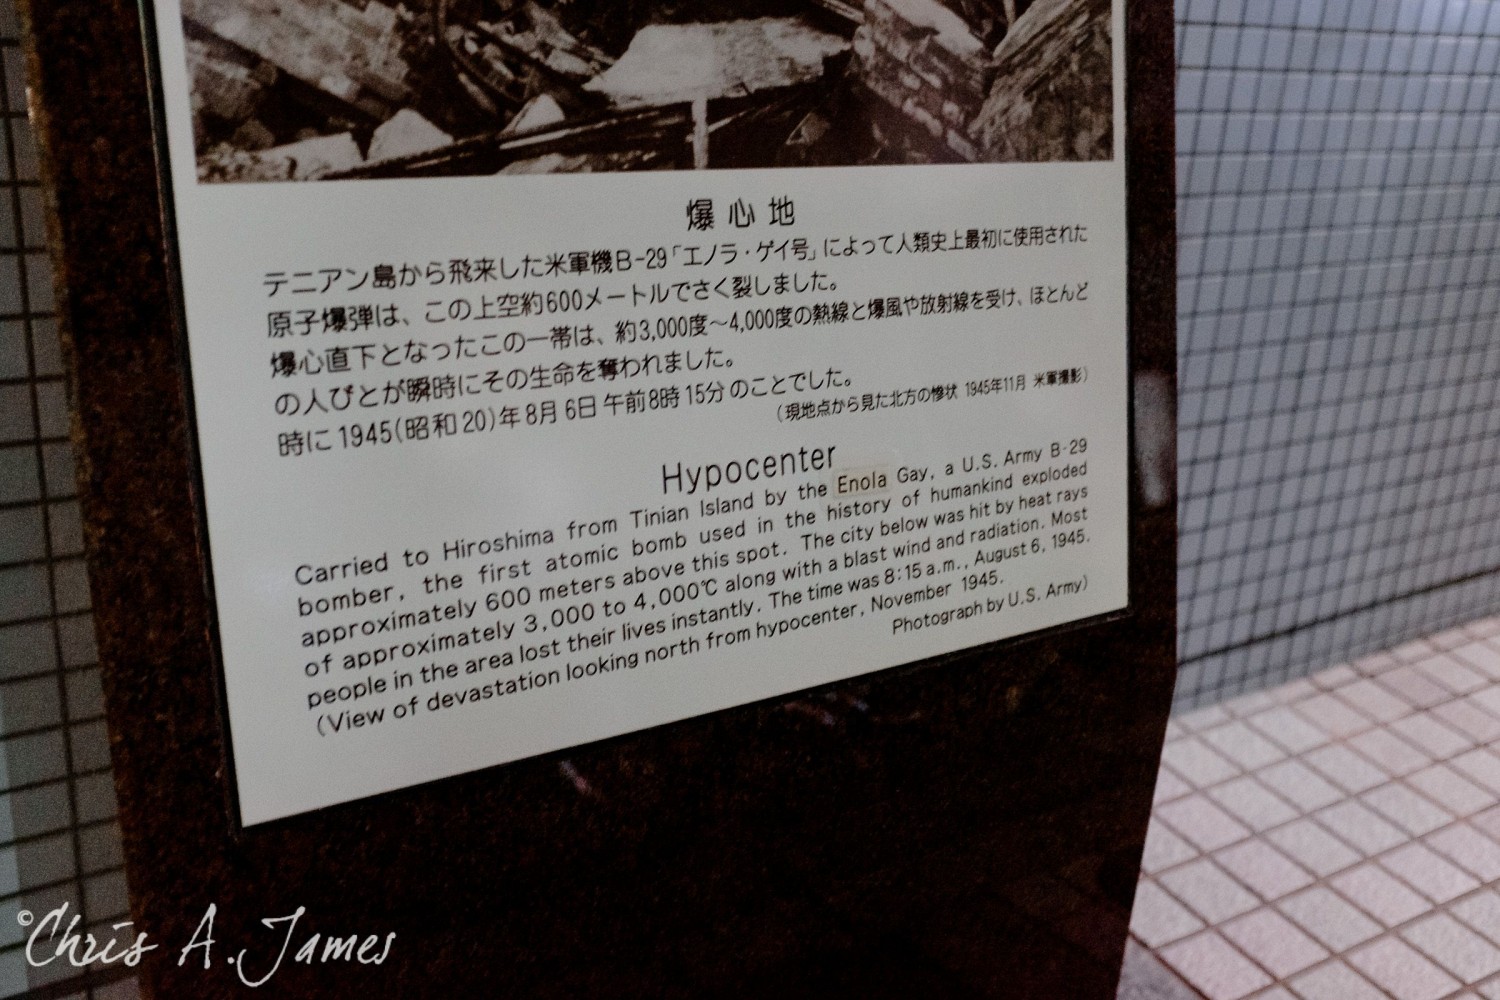 爆心地
テニアン島から飛来した米軍機B-29「エノラ・ゲイ号」によって人類史上最初に使用された
原子爆弾は、この上空約600メートルでさく裂しました。
爆心直下となったこの一帯は、約3,000度～4,000度の熱線と爆風や放射線を受け、ほとんど
の人びとが瞬時にその生命を奪われました。
時に1945(昭和20)年8月6日午前8時15分のことでした。
(現地点から見た北方の惨状 1945年11月 米軍撮影)
Hypocenter
Carried to Hiroshima from Tinian Island by the Enola Gay, a U.S. Army B-29
bomber, the first atomic bomb used in the history of humankind exploded
approximately 600 meters above this spot. The city below was hit by heat rays
of approximately 3,000 to 4,000℃ along with a blast wind and radiation. Most
people in the area lost their lives instantly. The time was 8:15 a.m., August 6, 1945.
(View of devastation looking north from hypocenter, November 1945.
Photograph by U.S. Army)
©Chris A. James